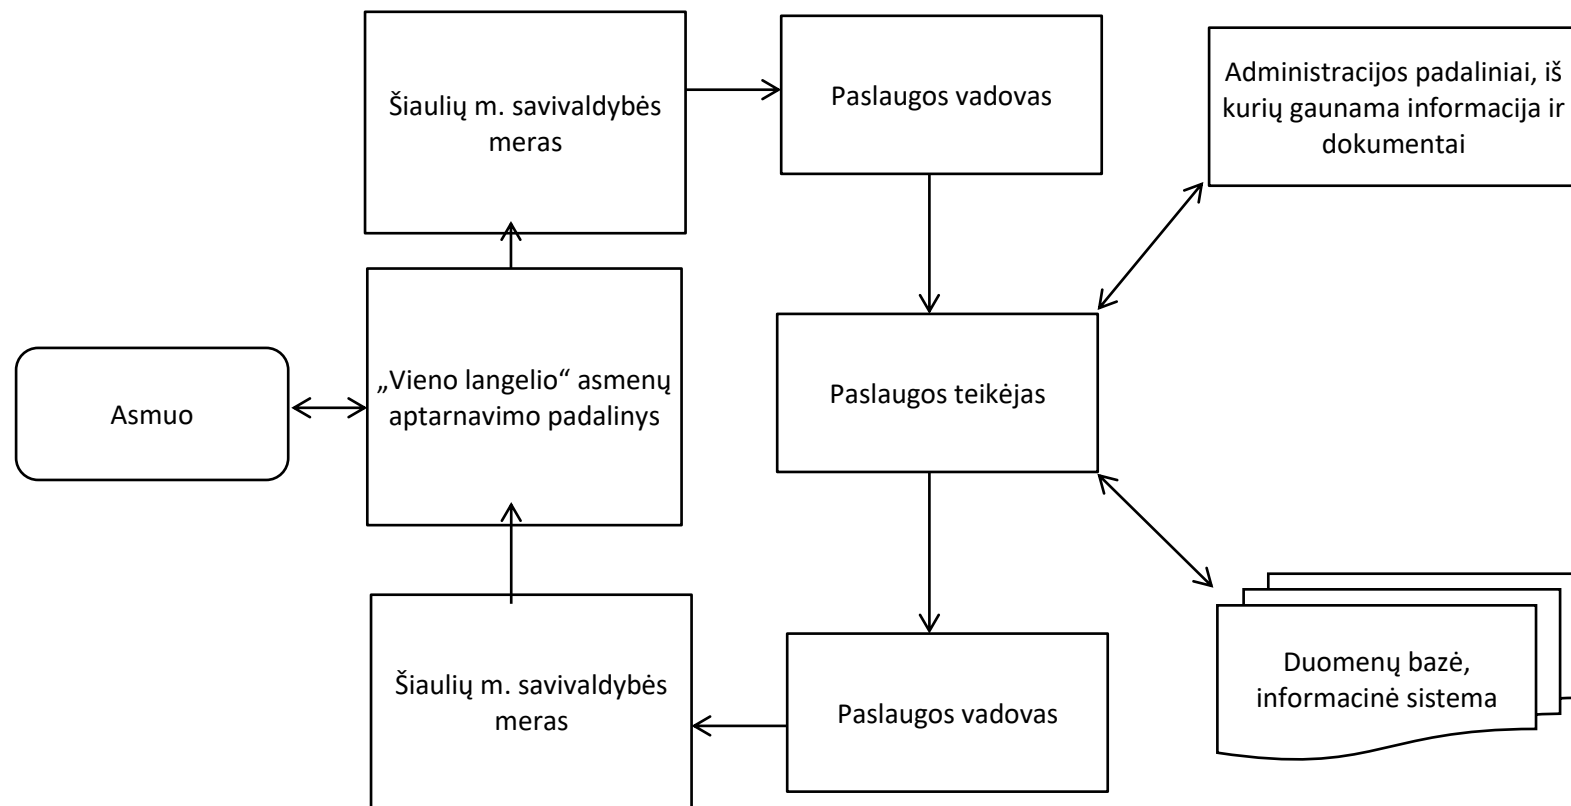 Šiaulių m. savivaldybės
meras
Paslaugos vadovas
Administracijos padaliniai, iš
kurių gaunama informacija ir
dokumentai
Asmuo
„Vieno langelio“ asmenų
aptarnavimo padalinys
Paslaugos teikėjas
Šiaulių m. savivaldybės
meras
Paslaugos vadovas
Duomenų bazė,
informacinė sistema